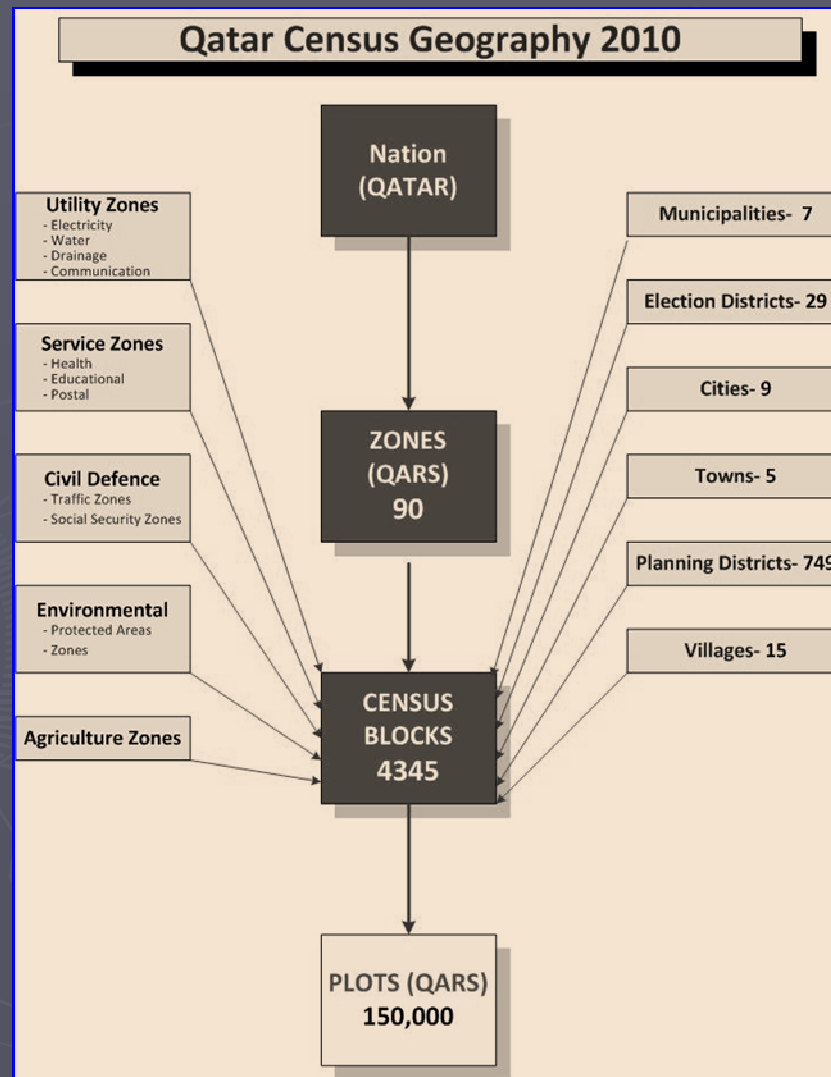 Qatar Census Geography 2010
Nation
(QATAR)
Utility Zones
- Electricity
- Water
- Drainage
- Communication
Service Zones
- Health
- Educational
- Postal
Civil Defence
- Traffic Zones
- Social Security Zones
Environmental
- Protected Areas
- Zones
Agriculture Zones
ZONES
(QARS)
90
CENSUS
BLOCKS
4345
PLOTS (QARS)
150,000
Municipalities- 7
Election Districts- 29
Cities- 9
Towns- 5
Planning Districts- 749
Villages- 15